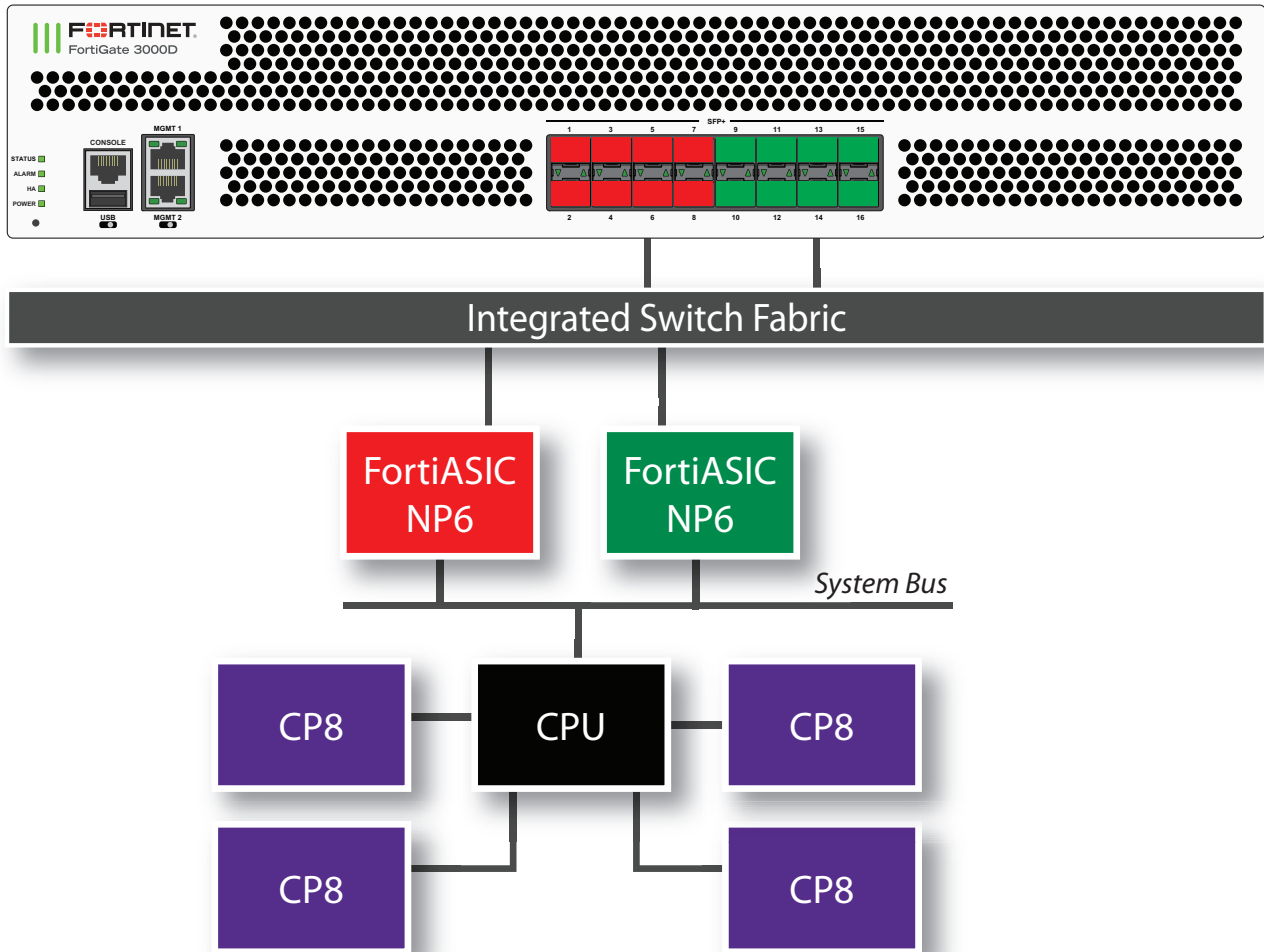 FORTINET
FortiGate 3000D
STATUS
ALARM
HA
POWER
CONSOLE
USB
MGMT 1
MGMT 2
SFP+
1 3 5 7 9 11 13 15
2 4 6 8 10 12 14 16
Integrated Switch Fabric
FortiASIC
NP6
FortiASIC
NP6
System Bus
CP8
CPU
CP8
CP8
CP8